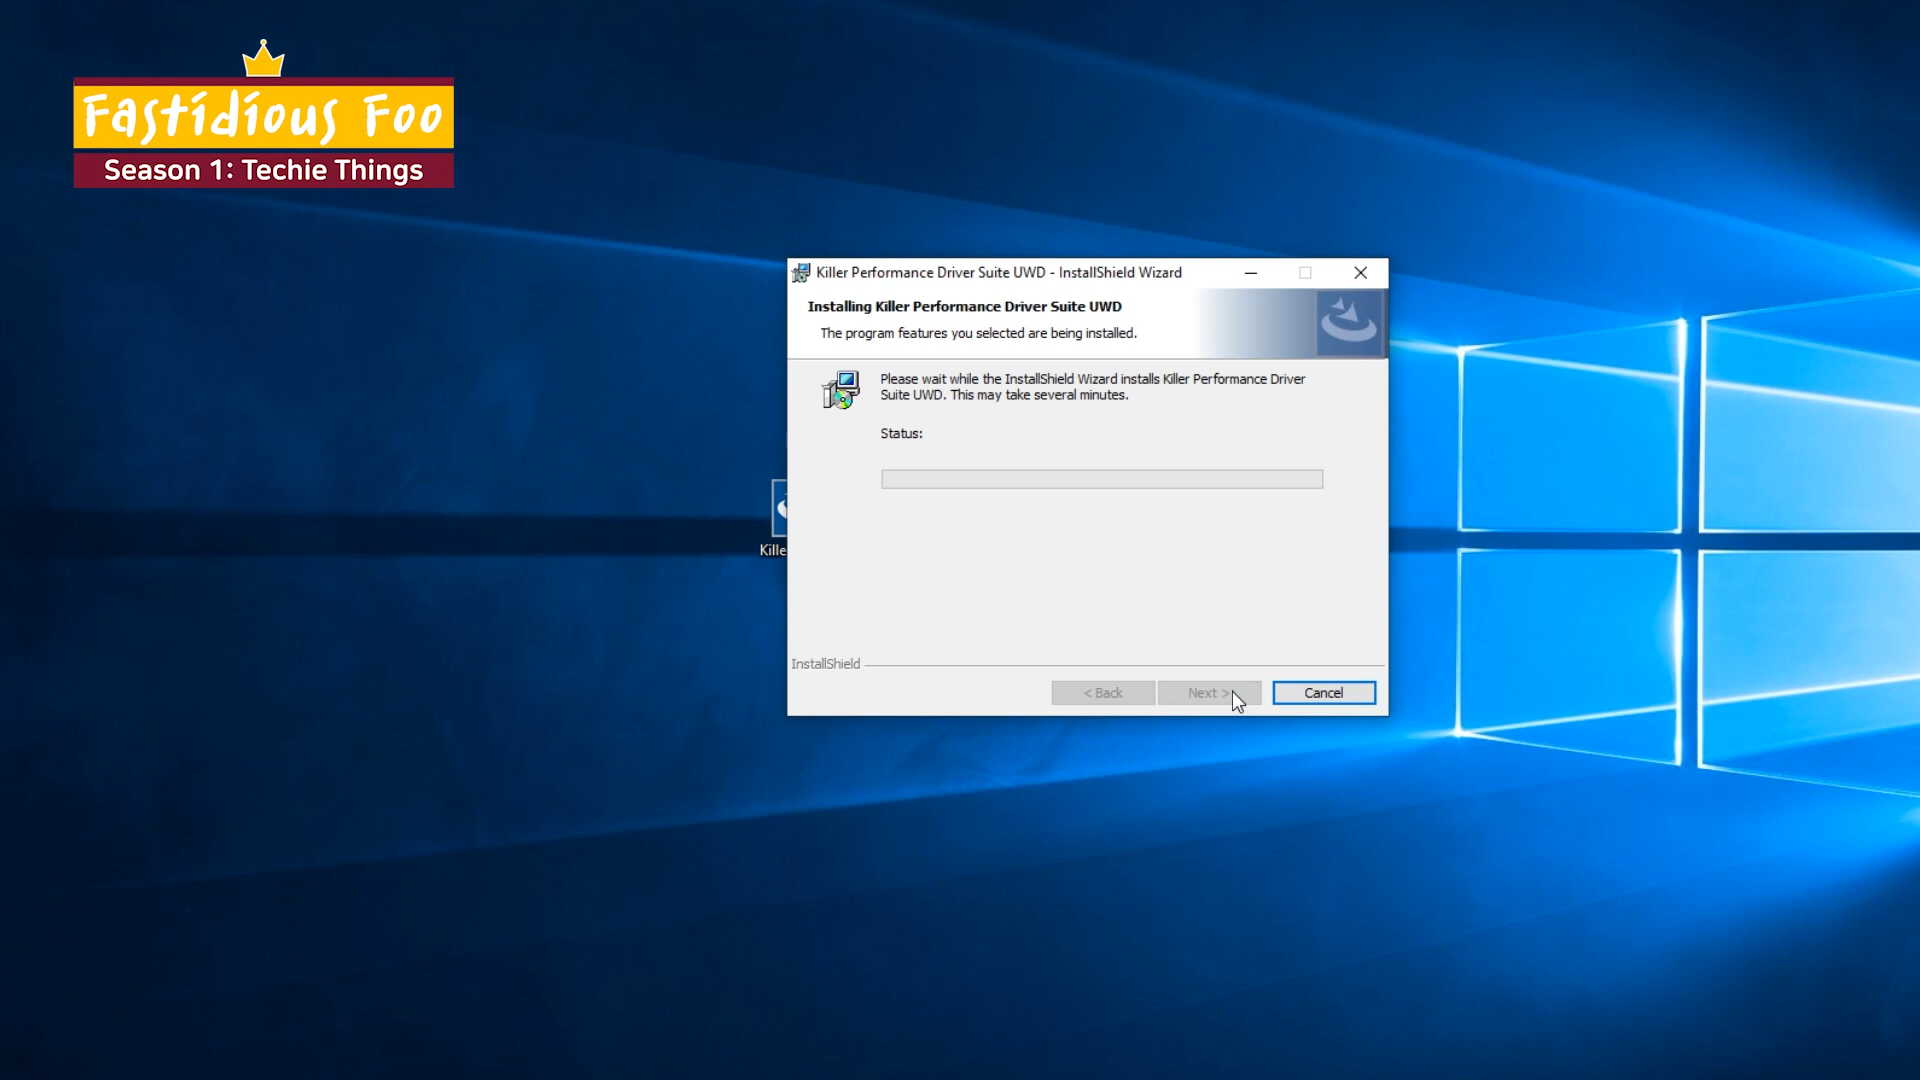 Fastidious Foo
Season 1: Techie Things
Killer Performance Driver Suite UWD - InstallShield Wizard
Installing Killer Performance Driver Suite UWD
The program features you selected are being installed.
Please wait while the InstallShield Wizard installs Killer Performance Driver
Suite UWD. This may take several minutes.
Status:
Kille
InstallShield
< Back
Next >
Cancel